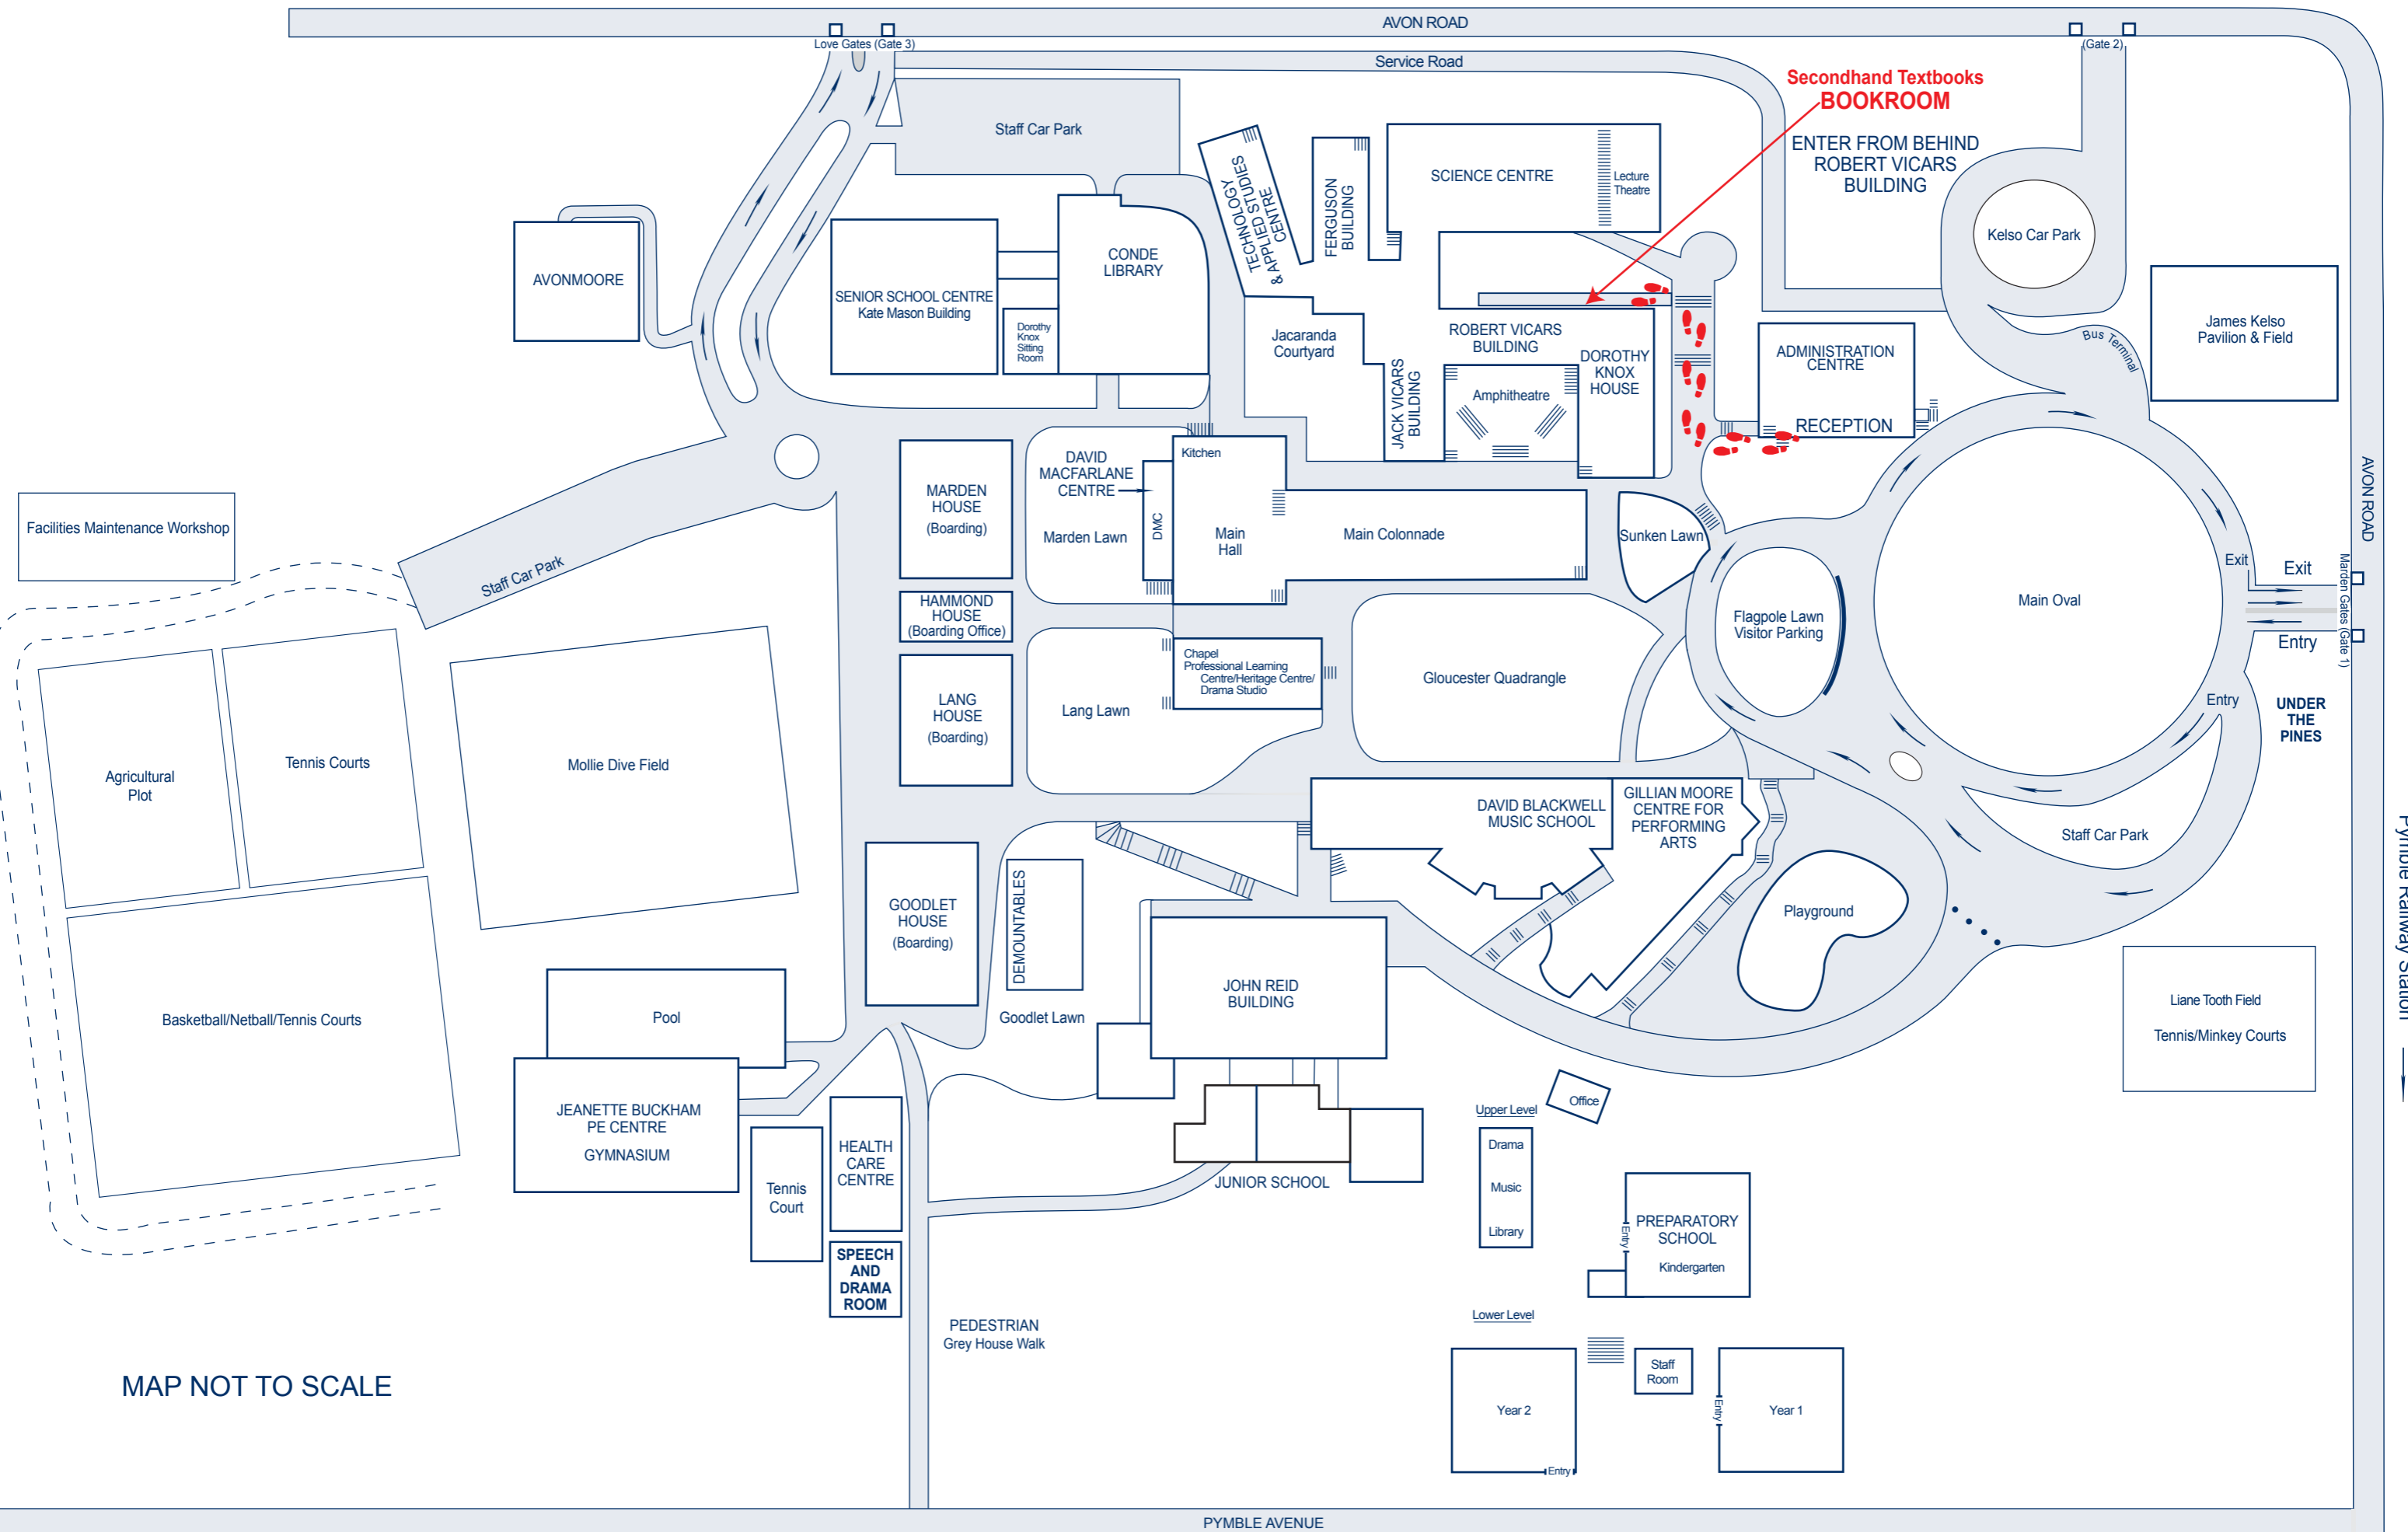 AVON ROAD
Love Gates (Gate 3)
(Gate 2)
Service Road
Secondhand Textbooks
BOOKROOM
ENTER FROM BEHIND
ROBERT VICARS
BUILDING
Staff Car Park
TECHNOLOGY
& APPLIED STUDIES
CENTRE
FERGUSON
BUILDING
SCIENCE CENTRE
Lecture
Theatre
Kelso Car Park
AVONMOORE
SENIOR SCHOOL CENTRE
Kate Mason Building
Dorothy
Knox
Sitting
Room
CONDE
LIBRARY
Jacaranda
Courtyard
ROBERT VICARS
BUILDING
JACK VICARS
BUILDING
Amphitheatre
DOROTHY
KNOX
HOUSE
ADMINISTRATION
CENTRE
RECEPTION
Bus Terminal
James Kelso
Pavilion & Field
AVON ROAD
Facilities Maintenance Workshop
Staff Car Park
MARDEN
HOUSE
(Boarding)
DAVID
MACFARLANE
CENTRE
Marden Lawn
DMC
Kitchen
Main
Hall
Main Colonnade
Sunken Lawn
Flagpole Lawn
Visitor Parking
Main Oval
Exit
Exit
Marden Gates (Gate 1)
Entry
Entry
UNDER
THE
PINES
HAMMOND
HOUSE
(Boarding Office)
LANG
HOUSE
(Boarding)
Lang Lawn
Chapel
Professional Learning
Centre/Heritage Centre/
Drama Studio
Gloucester Quadrangle
Agricultural
Plot
Tennis Courts
Mollie Dive Field
DAVID BLACKWELL
MUSIC SCHOOL
GILLIAN MOORE
CENTRE FOR
PERFORMING
ARTS
Staff Car Park
Pymble Railway Station
GOODLET
HOUSE
(Boarding)
DEMOUNTABLES
Goodlet Lawn
JOHN REID
BUILDING
Playground
Liane Tooth Field
Tennis/Minkey Courts
Basketball/Netball/Tennis Courts
Pool
JEANETTE BUCKHAM
PE CENTRE
GYMNASIUM
Tennis
Court
HEALTH
CARE
CENTRE
SPEECH
AND
DRAMA
ROOM
JUNIOR SCHOOL
Office
Upper Level
Drama
Music
Library
Entry
PREPARATORY
SCHOOL
Kindergarten
PEDESTRIAN
Grey House Walk
Lower Level
Staff
Room
Year 2
Entry
Entry
Year 1
MAP NOT TO SCALE
PYMBLE AVENUE